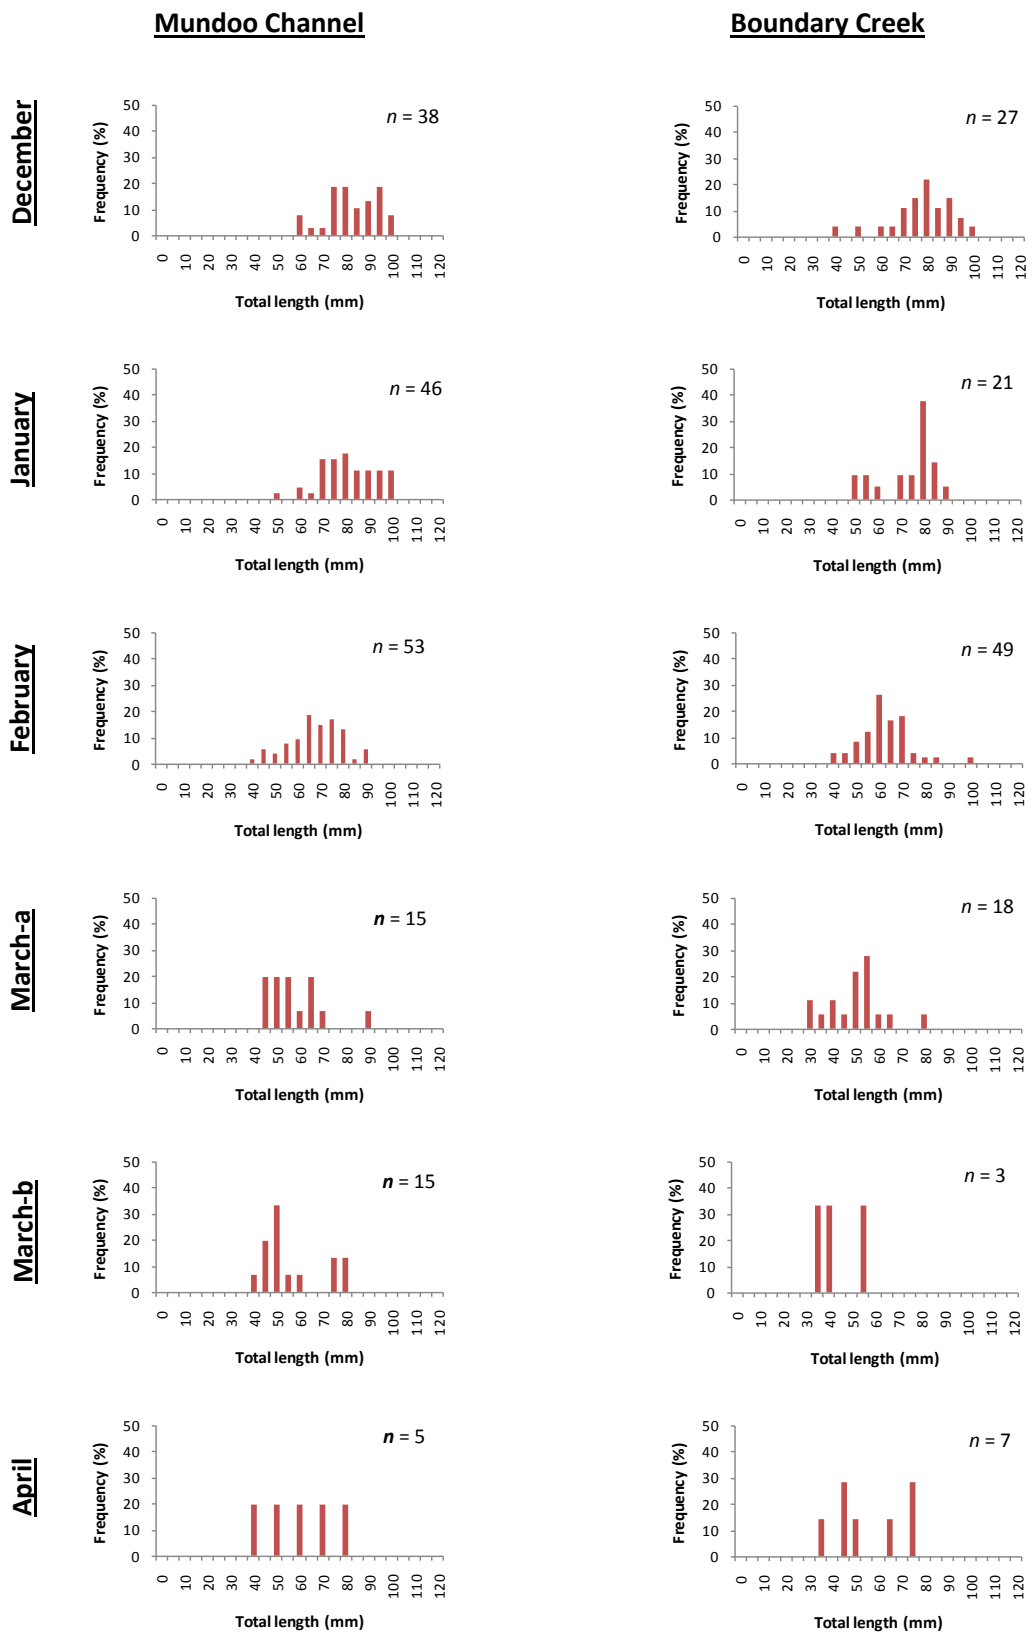 Mundoo Channel
Boundary Creek
December
Frequency (%)
50
40
30
20
10
0
n = 38
0 10 20 30 40 50 60 70 80 90 100 110 120
Total length (mm)
Frequency (%)
50
40
30
20
10
0
n = 27
0 10 20 30 40 50 60 70 80 90 100 110 120
Total length (mm)
January
Frequency (%)
50
40
30
20
10
0
n = 46
0 10 20 30 40 50 60 70 80 90 100 110 120
Total length (mm)
Frequency (%)
50
40
30
20
10
0
n = 21
0 10 20 30 40 50 60 70 80 90 100 110 120
Total length (mm)
February
Frequency (%)
50
40
30
20
10
0
n = 53
0 10 20 30 40 50 60 70 80 90 100 110 120
Total length (mm)
Frequency (%)
50
40
30
20
10
0
n = 49
0 10 20 30 40 50 60 70 80 90 100 110 120
Total length (mm)
March-a
Frequency (%)
50
40
30
20
10
0
n = 15
0 10 20 30 40 50 60 70 80 90 100 110 120
Total length (mm)
Frequency (%)
50
40
30
20
10
0
n = 18
0 10 20 30 40 50 60 70 80 90 100 110 120
Total length (mm)
March-b
Frequency (%)
50
40
30
20
10
0
n = 15
0 10 20 30 40 50 60 70 80 90 100 110 120
Total length (mm)
Frequency (%)
50
40
30
20
10
0
n = 3
0 10 20 30 40 50 60 70 80 90 100 110 120
Total length (mm)
April
Frequency (%)
50
40
30
20
10
0
n = 5
0 10 20 30 40 50 60 70 80 90 100 110 120
Total length (mm)
Frequency (%)
50
40
30
20
10
0
n = 7
0 10 20 30 40 50 60 70 80 90 100 110 120
Total length (mm)